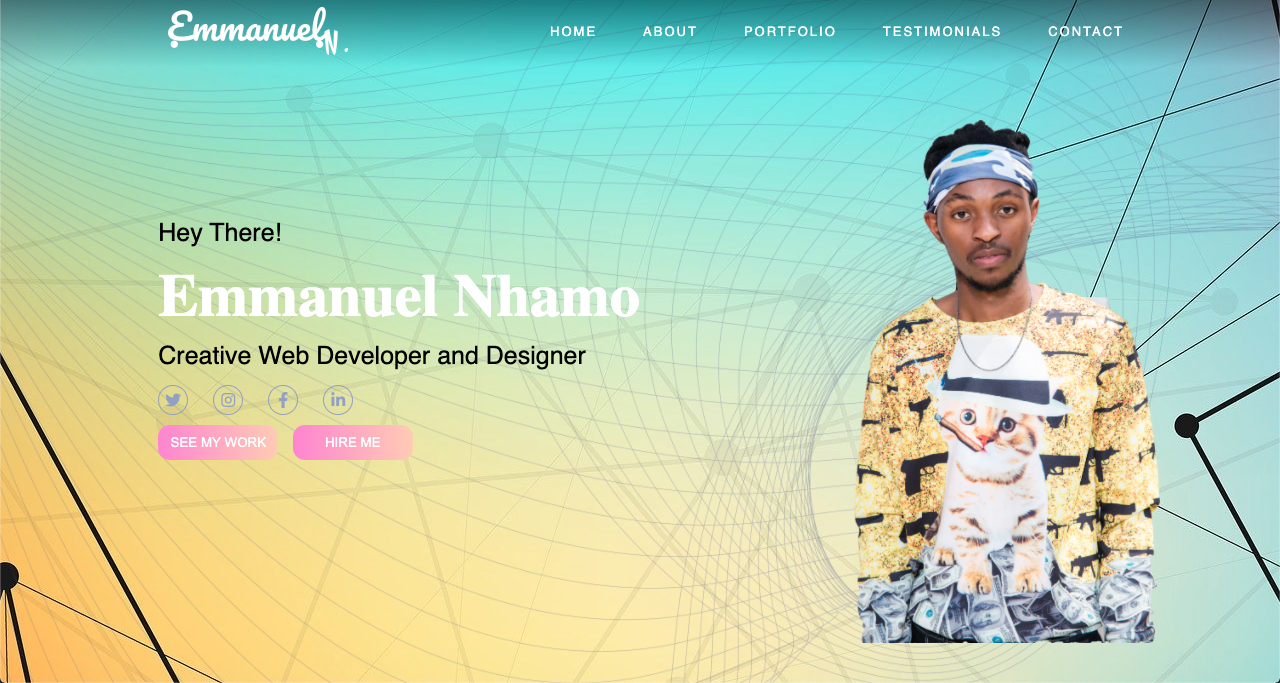 EmmanuelN.
HOME ABOUT PORTFOLIO TESTIMONIALS CONTACT
Hey There!
Emmanuel Nhamo
Creative Web Developer and Designer
SEE MY WORK HIRE ME